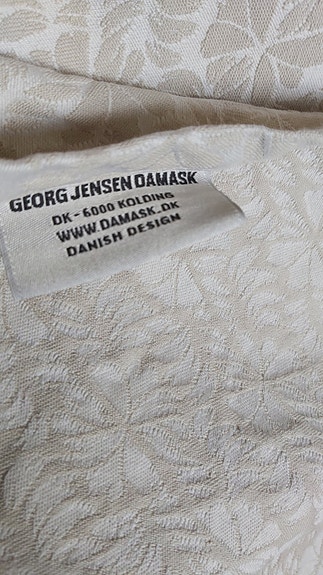 GEORG JENSEN DAMASK
DK-6000 KOLDING
WWW.DAMASK.DK
DANISH DESIGN